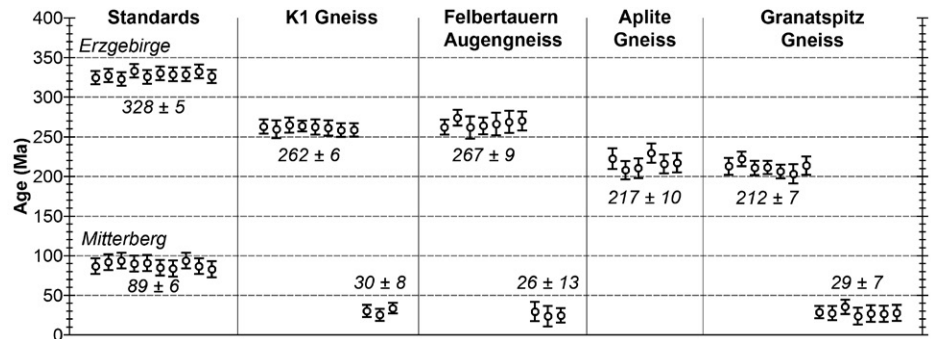 Standards
K1 Gneiss
Felbertauern
Augengneiss
Aplite
Gneiss
Granatspitz
Gneiss
Age (Ma)
400
350
300
250
200
150
100
50
0
Erzgebirge
328 ± 5
Mitterberg
89 ± 6
262 ± 6
30 ± 8
267 ± 9
26 ± 13
217 ± 10
212 ± 7
29 ± 7